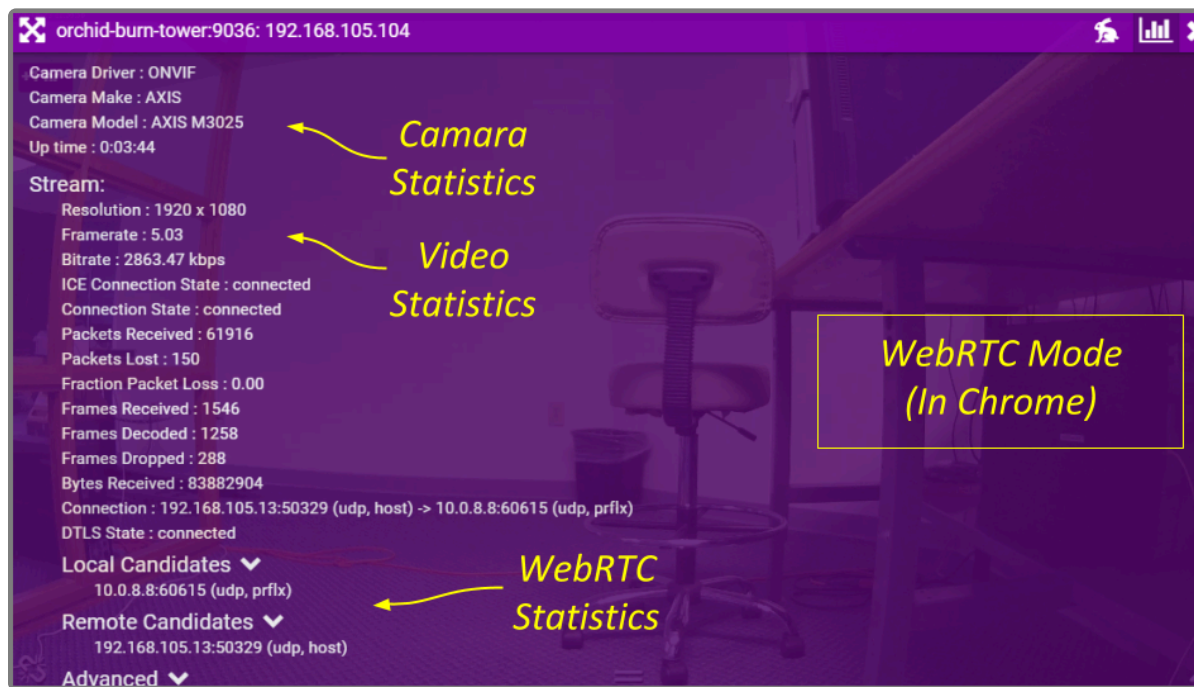 orchid-burn-tower:9036: 192.168.105.104
Camera Driver : ONVIF
Camera Make : AXIS
Camera Model : AXIS M3025
Up time : 0:03:44
Camara
Statistics
Stream:
Resolution : 1920 x 1080
Framerate : 5.03
Bitrate : 2863.47 kbps
Video
Statistics
ICE Connection State : connected
Connection State : connected
Packets Received : 61916
Packets Lost : 150
Fraction Packet Loss : 0.00
Frames Received : 1546
Frames Decoded : 1258
Frames Dropped : 288
Bytes Received : 83882904
Connection : 192.168.105.13:50329 (udp, host) -> 10.0.8.8:60615 (udp, prflx)
DTLS State : connected
WebRTC Mode
(In Chrome)
Local Candidates
10.0.8.8:60615 (udp, prflx)
WebRTC
Statistics
Remote Candidates
192.168.105.13:50329 (udp, host)
Advanced